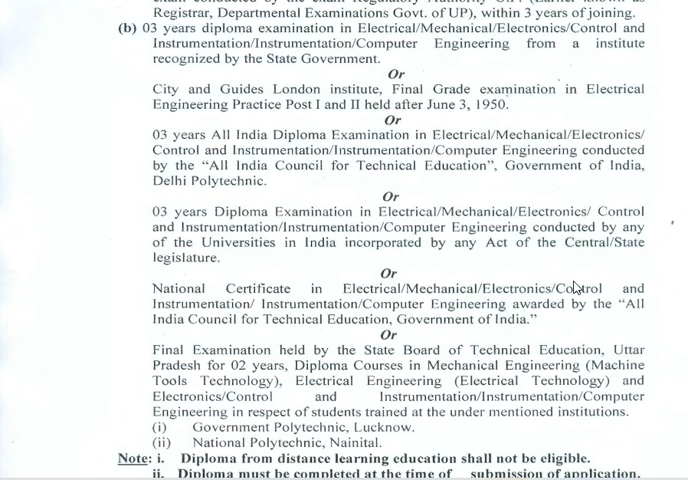 Registrar, Departmental Examinations Govt. of UP), within 3 years of joining.
(b) 03 years diploma examination in Electrical/Mechanical/Electronics/Control and
Instrumentation/Instrumentation/Computer Engineering from a institute
recognized by the State Government.
Or
City and Guides London institute, Final Grade examination in Electrical
Engineering Practice Post I and II held after June 3, 1950.
Or
03 years All India Diploma Examination in Electrical/Mechanical/Electronics/
Control and Instrumentation/Instrumentation/Computer Engineering conducted
by the “All India Council for Technical Education”, Government of India,
Delhi Polytechnic.
Or
03 years Diploma Examination in Electrical/Mechanical/Electronics/ Control
and Instrumentation/Instrumentation/Computer Engineering conducted by any
of the Universities in India incorporated by any Act of the Central/State
legislature.
Or
National Certificate in Electrical/Mechanical/Electronics/Control and
Instrumentation/ Instrumentation/Computer Engineering awarded by the “All
India Council for Technical Education, Government of India.”
Or
Final Examination held by the State Board of Technical Education, Uttar
Pradesh for 02 years, Diploma Courses in Mechanical Engineering (Machine
Tools Technology), Electrical Engineering (Electrical Technology) and
Electronics/Control and Instrumentation/Instrumentation/Computer
Engineering in respect of students trained at the under mentioned institutions.
(i) Government Polytechnic, Lucknow.
(ii) National Polytechnic, Nainital.
Note: i. Diploma from distance learning education shall not be eligible.
ii. Diploma must be completed at the time of submission of application.